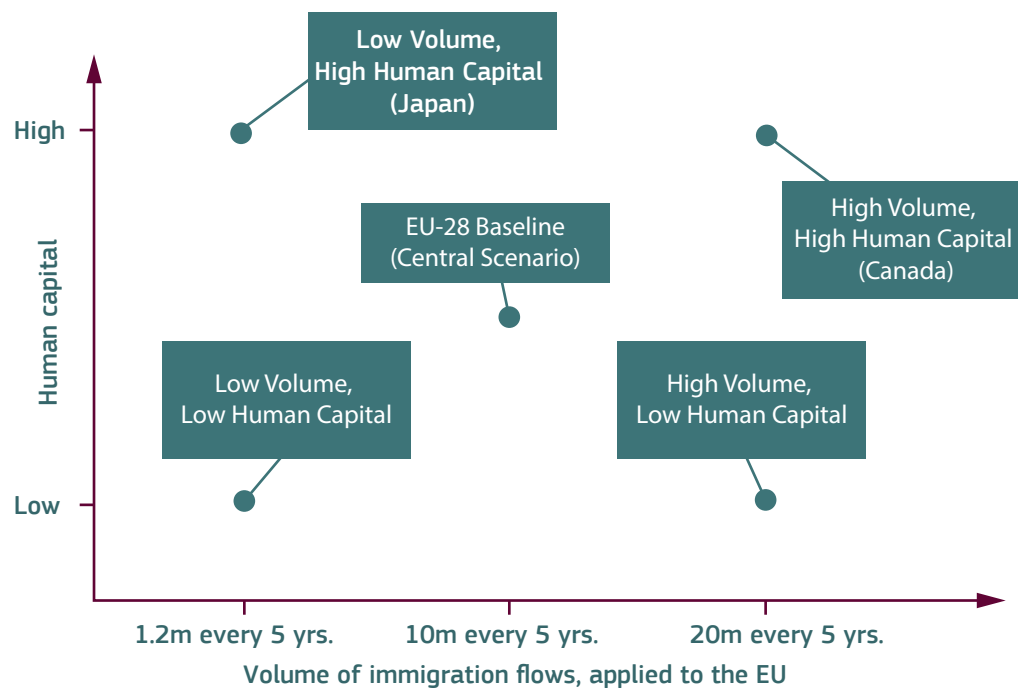 Low Volume,
High Human Capital
(Japan)
High
High Volume,
High Human Capital
(Canada)
EU-28 Baseline
(Central Scenario)
Human capital
Low Volume,
Low Human Capital
High Volume,
Low Human Capital
Low
1.2m every 5 yrs.
10m every 5 yrs.
20m every 5 yrs.
Volume of immigration flows, applied to the EU